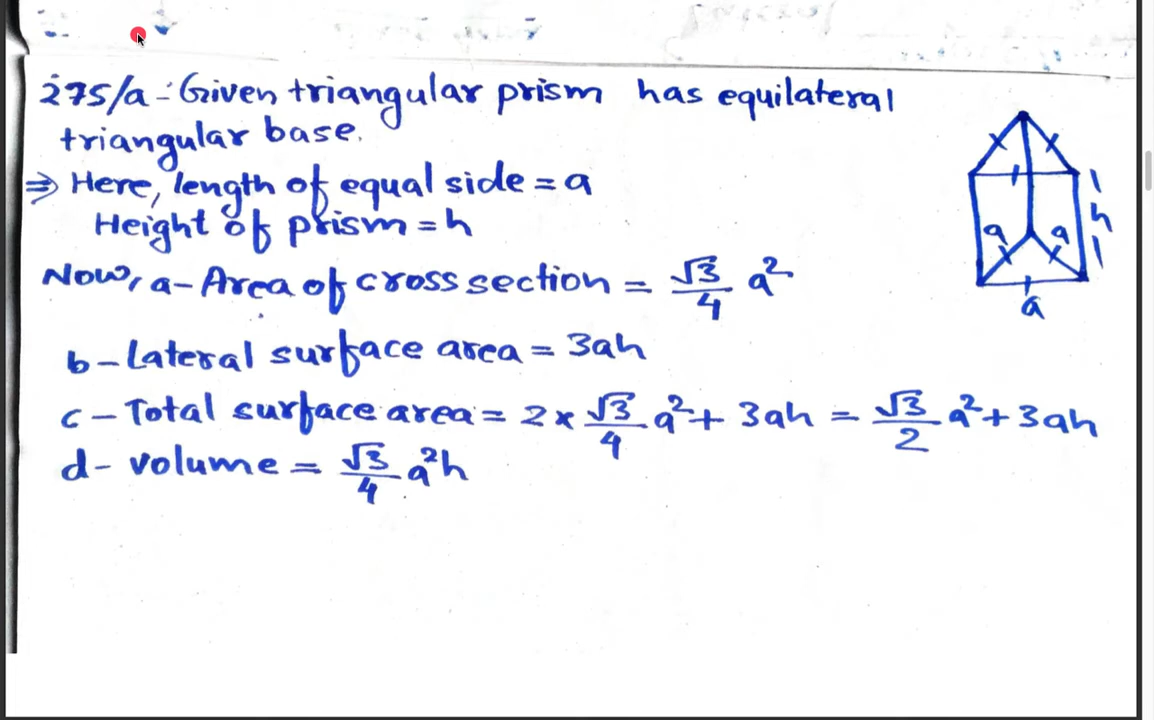 275/a - Given triangular prism has equilateral
triangular base.
⇒ Here, length of equal side = a
Height of prism = h
Now, a- Area of cross section = √3/4 a²
b- Lateral surface area = 3ah
c- Total surface area = 2 × √3/4 a² + 3ah = √3/2 a² + 3ah
d- volume = √3/4 a²h
h
a a
a